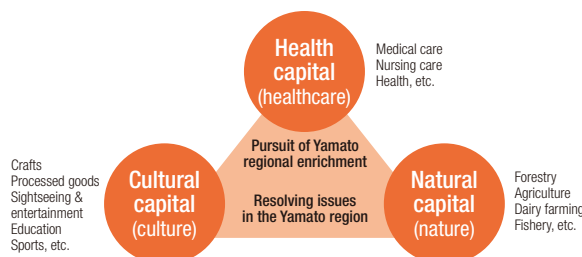 Health
capital
(healthcare)
Medical care
Nursing care
Health, etc.
Pursuit of Yamato
regional enrichment
Resolving issues
in the Yamato region
Crafts
Processed goods
Sightseeing &
entertainment
Education
Sports, etc.
Cultural
capital
(culture)
Natural
capital
(nature)
Forestry
Agriculture
Dairy farming
Fishery, etc.